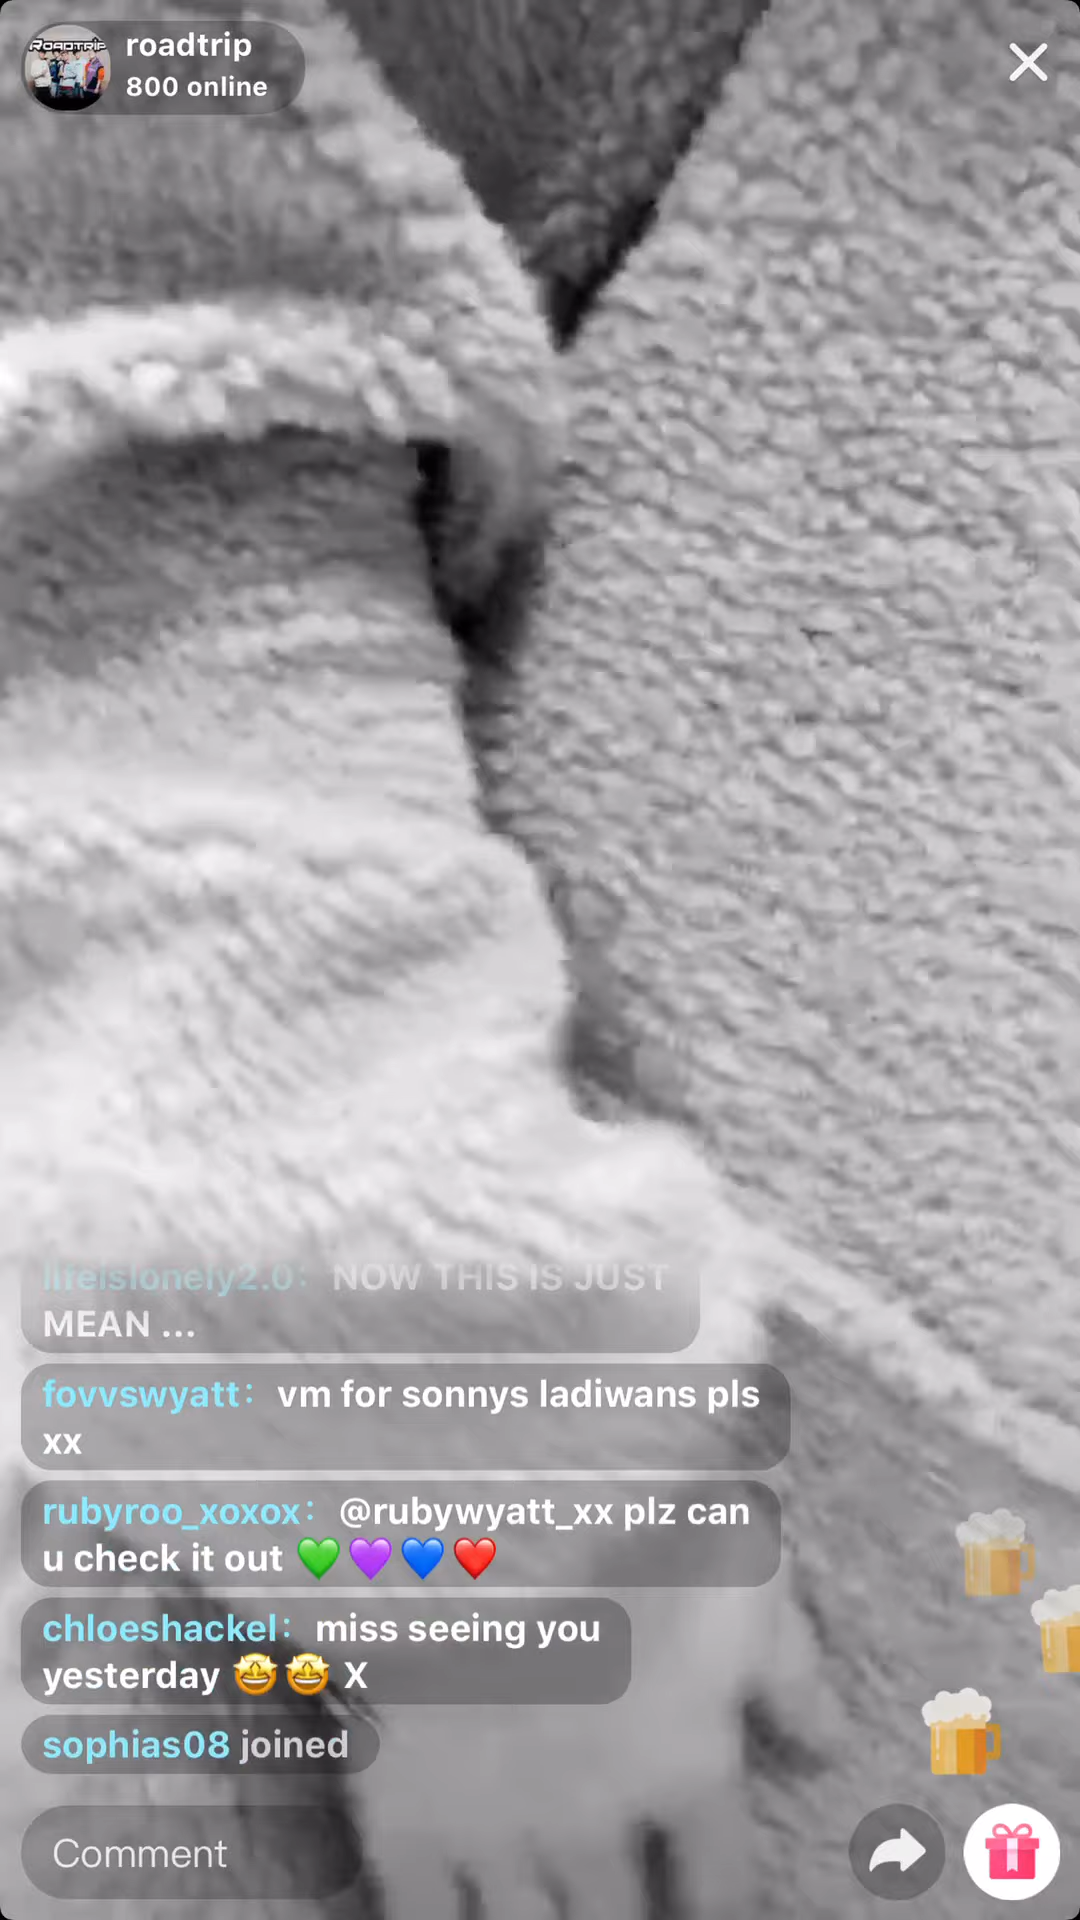 ROADTRIP
roadtrip
800 online
lifeislonely2.0: NOW THIS IS JUST
MEAN ...
fovvswyatt: vm for sonnys ladiwans pls
xx
rubyroo_xoxox: @rubywyatt_xx plz can
u check it out 💚 💜 💙 ❤️
chloeshackel: miss seeing you
yesterday 🤩 🤩 X
sophias08 joined
Comment